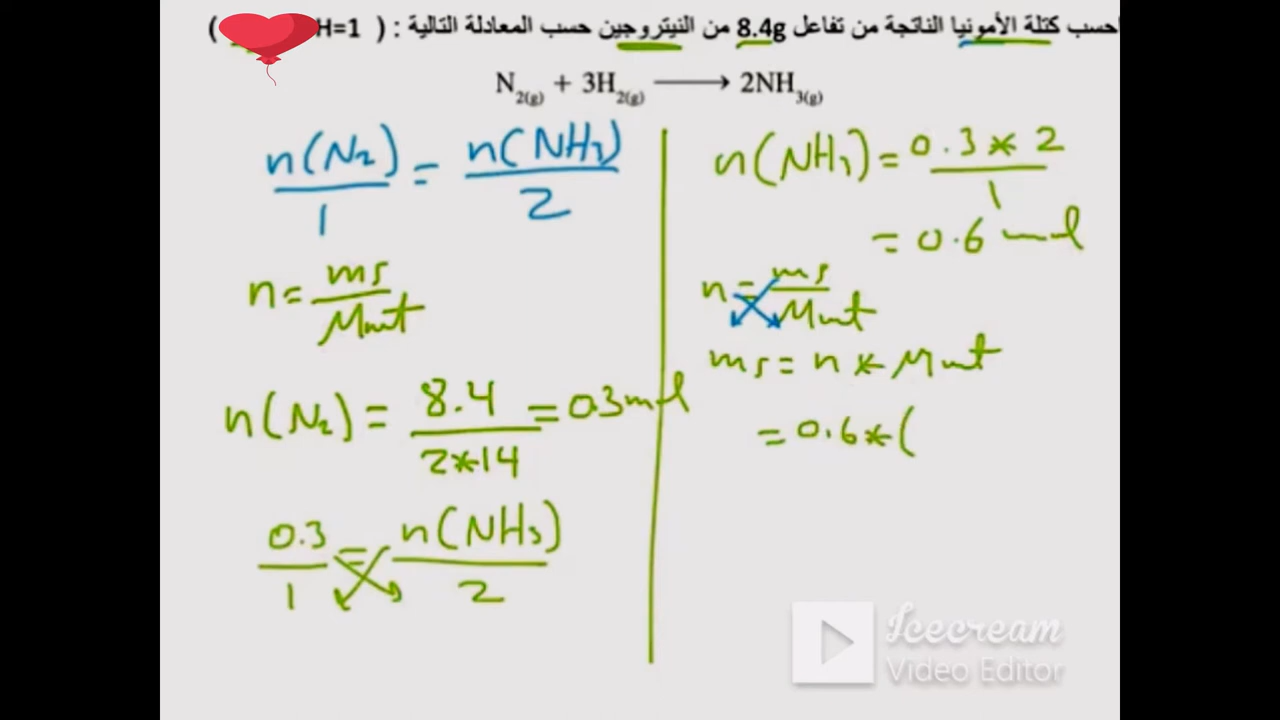 احسب كتلة الأمونيا الناتجة من تفاعل 8.4g من النيتروجين حسب المعادلة التالية : ( H=1 )
N2(g) + 3H2(g) ⟶ 2NH3(g)
n(N2)/1 = n(NH3)/2
n = ms/Mwt
n(N2) = 8.4/2*14 = 0.3 mol
0.3/1 = n(NH3)/2
n(NH3) = 0.3*2/1
= 0.6 mol
n = ms/Mwt
ms = n * Mwt
= 0.6*(
Icecream
Video Editor